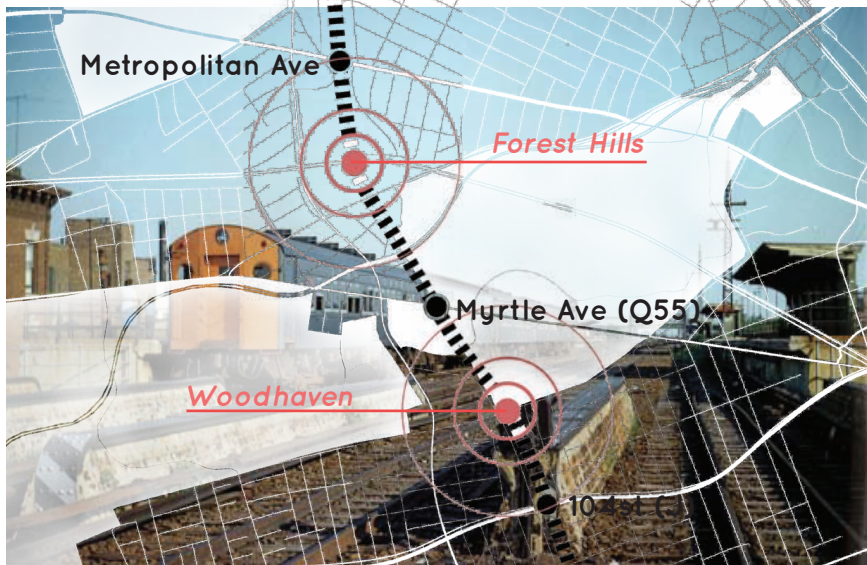 Metropolitan Ave
Forest Hills
Myrtle Ave (Q55)
Woodhaven
104st (J)